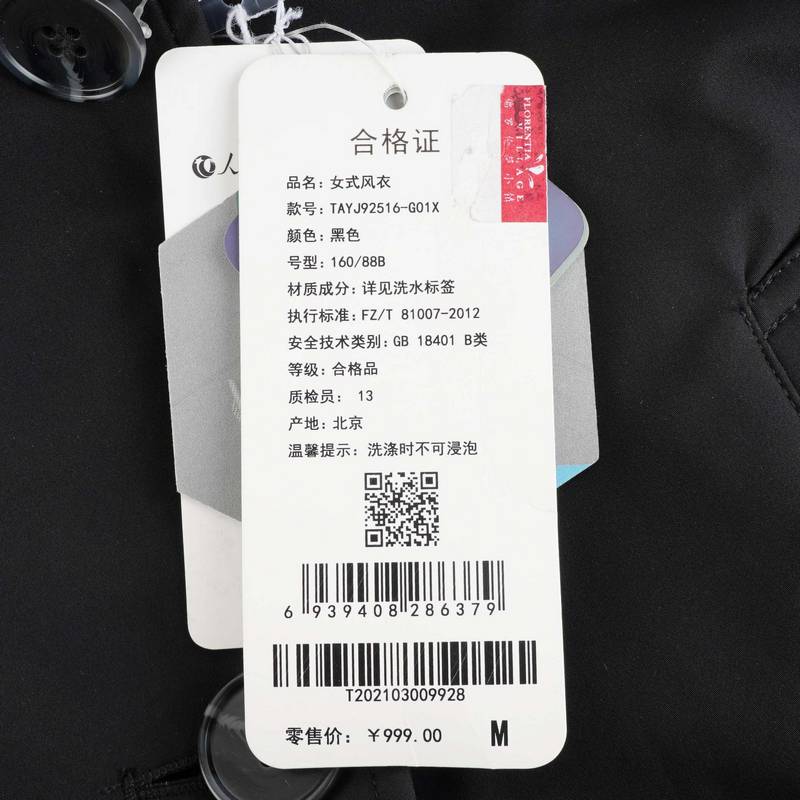 人
合格证
FLORENTIA
VILLAGE
品名：女式风衣
款号：TAYJ92516-G01X
颜色：黑色
号型：160/88B
材质成分：详见洗水标签
执行标准：FZ/T 81007-2012
安全技术类别：GB 18401 B类
等级：合格品
质检员： 13
产地：北京
温馨提示：洗涤时不可浸泡
6 939408 286379
T202103009928
零售价：￥999.00 M